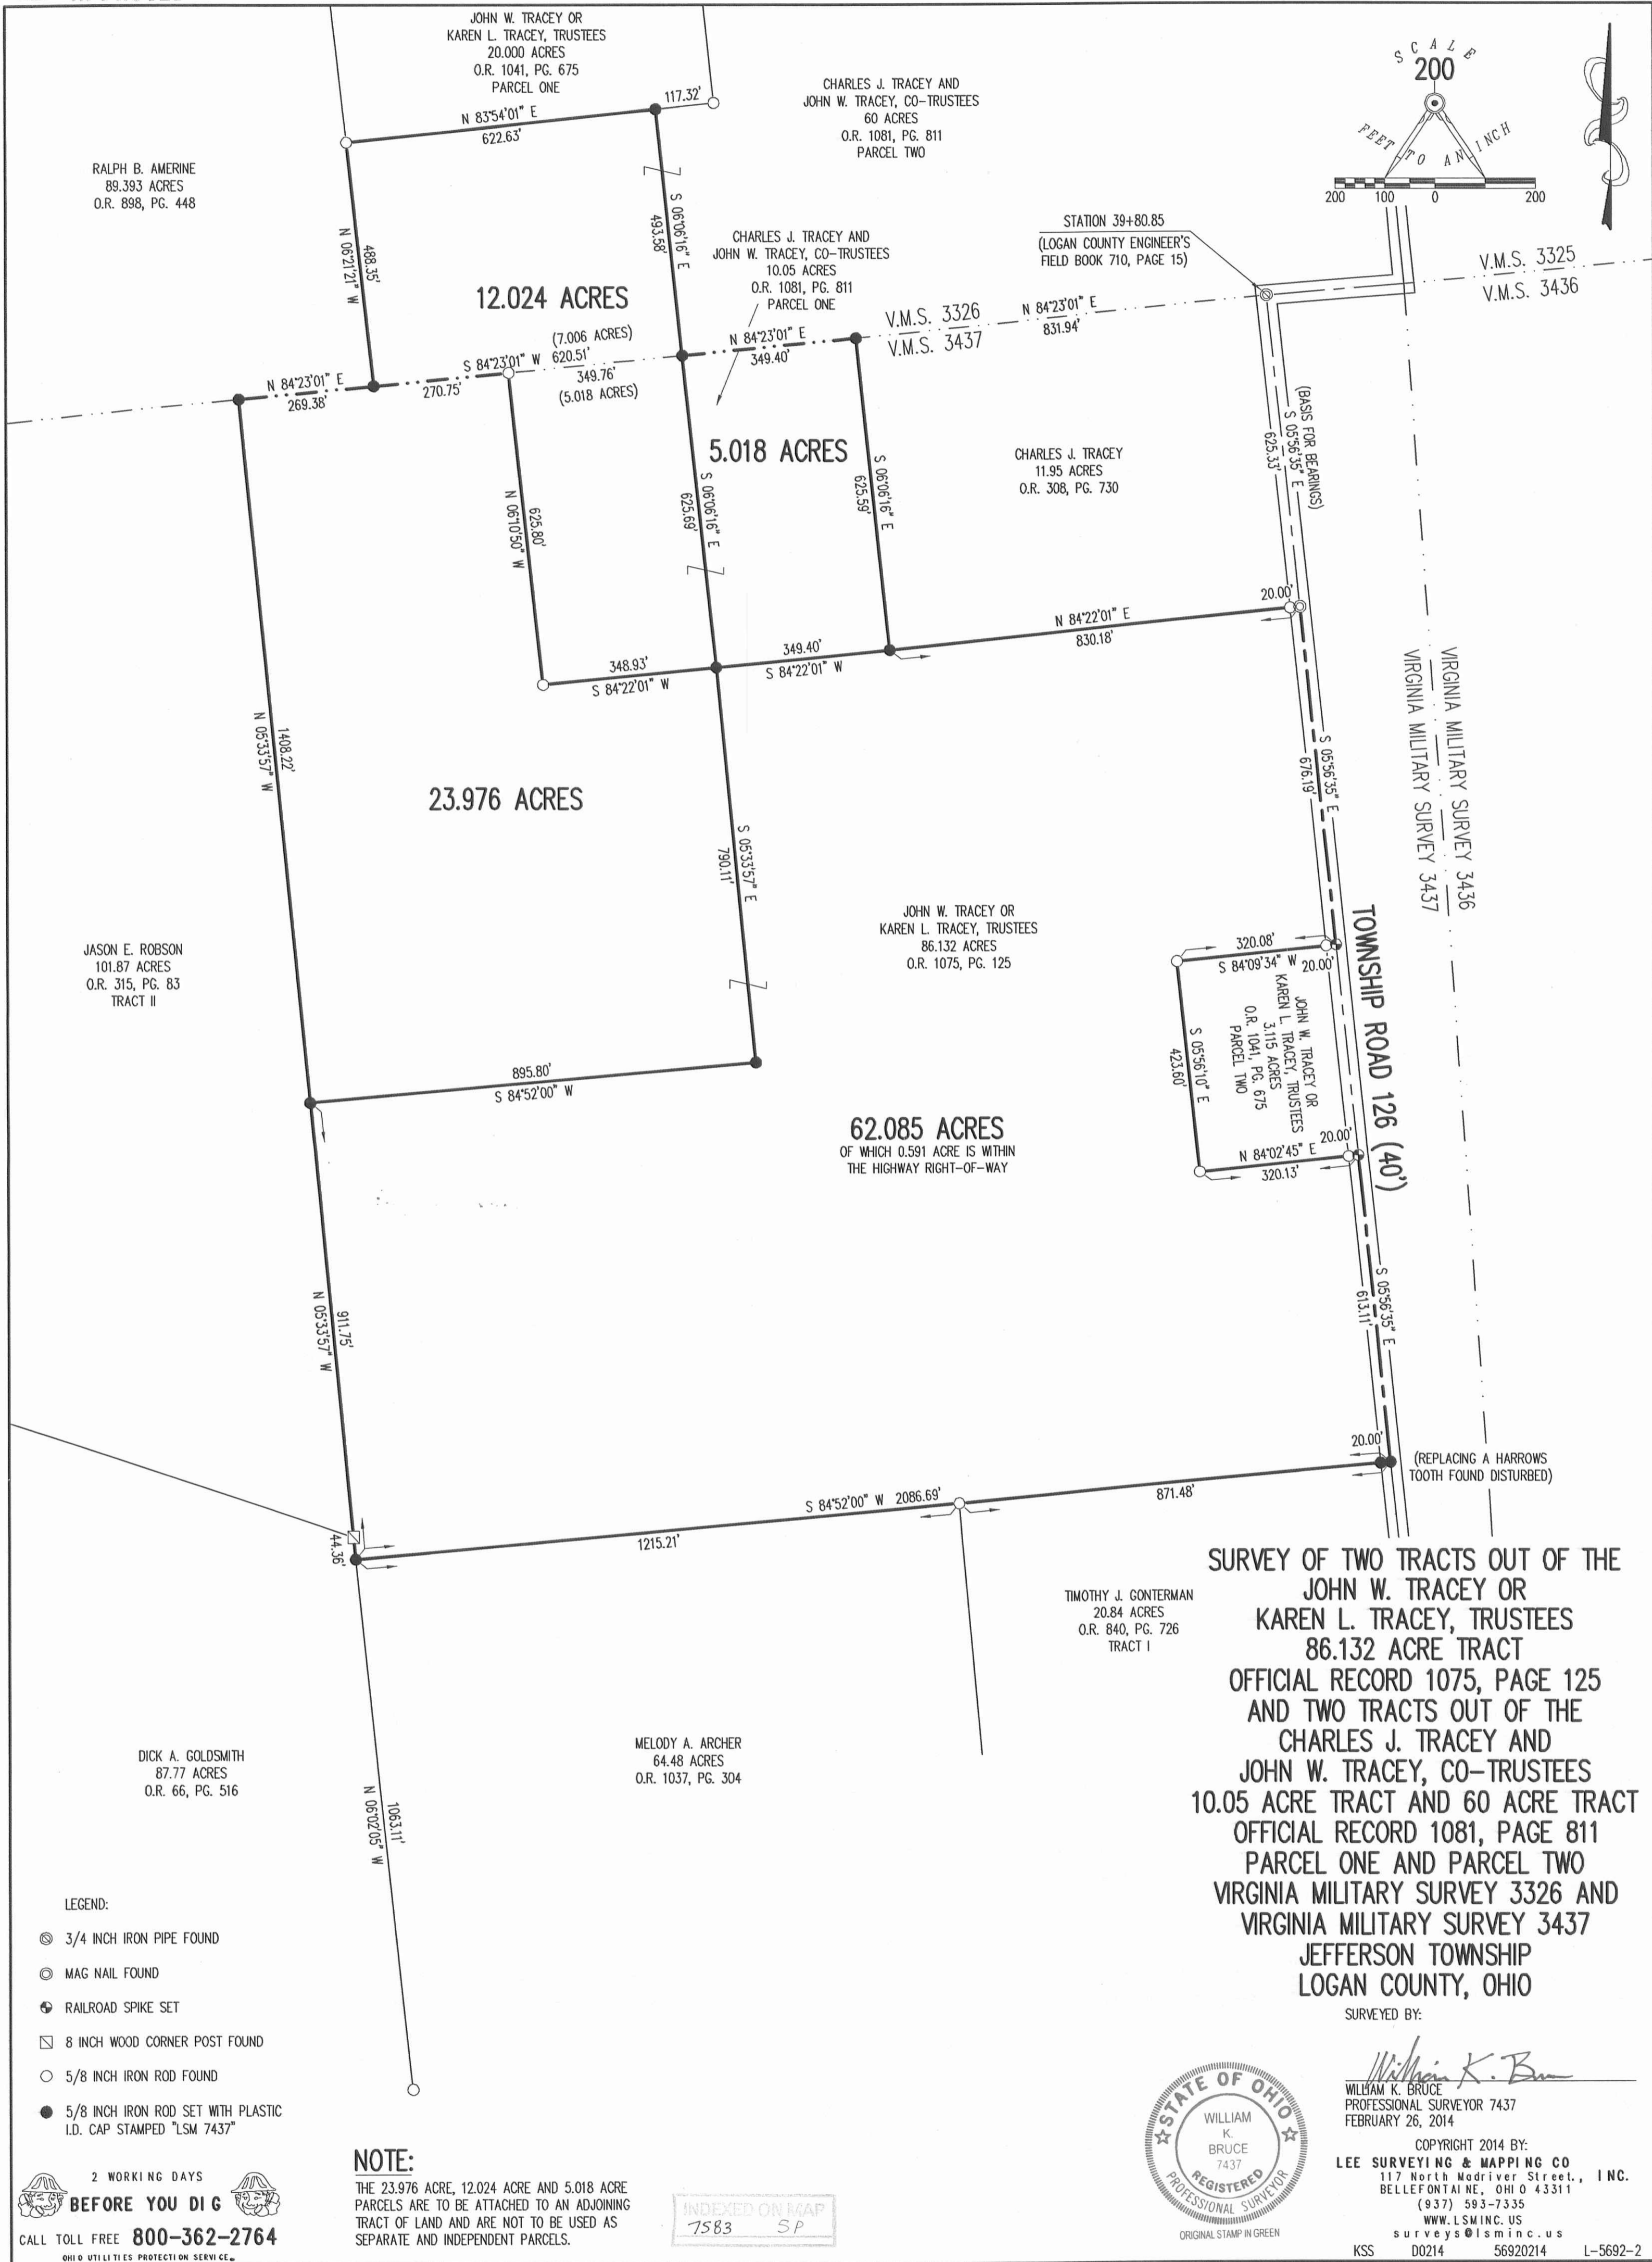 JOHN W. TRACEY OR
KAREN L. TRACEY, TRUSTEES
20.000 ACRES
O.R. 1041, PG. 675
PARCEL ONE
117.32'
N 83°54'01" E
622.63'
CHARLES J. TRACEY AND
JOHN W. TRACEY, CO-TRUSTEES
60 ACRES
O.R. 1081, PG. 811
PARCEL TWO
SCALE
200
FEET TO AN INCH
200 100 0 200
RALPH B. AMERINE
89.393 ACRES
O.R. 898, PG. 448
488.35'
N 06°21'21" W
S 06°06'16" E
493.58'
CHARLES J. TRACEY AND
JOHN W. TRACEY, CO-TRUSTEES
10.05 ACRES
O.R. 1081, PG. 811
PARCEL ONE
STATION 39+80.85
(LOGAN COUNTY ENGINEER'S
FIELD BOOK 710, PAGE 15)
V.M.S. 3325
V.M.S. 3436
12.024 ACRES
(7.006 ACRES)
S 84°23'01" W 620.51'
349.76'
(5.018 ACRES)
270.75'
N 84°23'01" E
269.38'
N 84°23'01" E
349.40'
V.M.S. 3326
V.M.S. 3437
N 84°23'01" E
831.94'
5.018 ACRES
CHARLES J. TRACEY
11.95 ACRES
O.R. 308, PG. 730
(BASIS FOR BEARINGS)
S 05°56'35" E
625.33'
625.80'
N 06°10'50" W
S 06°06'16" E
625.69'
S 06°06'16" E
625.59'
20.00'
N 84°22'01" E
830.18'
349.40'
S 84°22'01" W
348.93'
S 84°22'01" W
VIRGINIA MILITARY SURVEY 3436
VIRGINIA MILITARY SURVEY 3437
1408.22'
N 05°33'57" W
23.976 ACRES
S 05°33'57" E
790.11'
S 05°56'35" E
676.19'
JOHN W. TRACEY OR
KAREN L. TRACEY, TRUSTEES
86.132 ACRES
O.R. 1075, PG. 125
JASON E. ROBSON
101.87 ACRES
O.R. 315, PG. 83
TRACT II
320.08'
S 84°09'34" W 20.00'
JOHN W. TRACEY OR
KAREN L. TRACEY, TRUSTEES
3.115 ACRES
O.R. 1041, PG. 675
PARCEL TWO
S 05°56'10" E
423.60'
TOWNSHIP ROAD 126 (40')
895.80'
S 84°52'00" W
62.085 ACRES
OF WHICH 0.591 ACRE IS WITHIN
THE HIGHWAY RIGHT-OF-WAY
20.00'
N 84°02'45" E
320.13'
911.75'
N 05°33'57" W
S 05°56'35" E
613.11'
20.00'
(REPLACING A HARROWS
TOOTH FOUND DISTURBED)
S 84°52'00" W 2086.69'
871.48'
1215.21'
44.36'
TIMOTHY J. GONTERMAN
20.84 ACRES
O.R. 840, PG. 726
TRACT I
MELODY A. ARCHER
64.48 ACRES
O.R. 1037, PG. 304
DICK A. GOLDSMITH
87.77 ACRES
O.R. 66, PG. 516
1063.11'
N 06°02'05" W
SURVEY OF TWO TRACTS OUT OF THE
JOHN W. TRACEY OR
KAREN L. TRACEY, TRUSTEES
86.132 ACRE TRACT
OFFICIAL RECORD 1075, PAGE 125
AND TWO TRACTS OUT OF THE
CHARLES J. TRACEY AND
JOHN W. TRACEY, CO-TRUSTEES
10.05 ACRE TRACT AND 60 ACRE TRACT
OFFICIAL RECORD 1081, PAGE 811
PARCEL ONE AND PARCEL TWO
VIRGINIA MILITARY SURVEY 3326 AND
VIRGINIA MILITARY SURVEY 3437
JEFFERSON TOWNSHIP
LOGAN COUNTY, OHIO
SURVEYED BY:
William K. Bruce
WILLIAM K. BRUCE
PROFESSIONAL SURVEYOR 7437
FEBRUARY 26, 2014
COPYRIGHT 2014 BY:
LEE SURVEYING & MAPPING CO
117 North Madriver Street., INC.
BELLEFONTAINE, OHIO 43311
(937) 593-7335
WWW.LSMINC.US
surveys@lsminc.us
KSS D0214 56920214 L-5692-2
STATE OF OHIO
WILLIAM
K.
BRUCE
7437
REGISTERED
PROFESSIONAL SURVEYOR
ORIGINAL STAMP IN GREEN
LEGEND:
3/4 INCH IRON PIPE FOUND
MAG NAIL FOUND
RAILROAD SPIKE SET
8 INCH WOOD CORNER POST FOUND
5/8 INCH IRON ROD FOUND
5/8 INCH IRON ROD SET WITH PLASTIC
I.D. CAP STAMPED "LSM 7437"
2 WORKING DAYS
BEFORE YOU DIG
CALL TOLL FREE 800-362-2764
OHIO UTILITIES PROTECTION SERVICE
NOTE:
THE 23.976 ACRE, 12.024 ACRE AND 5.018 ACRE
PARCELS ARE TO BE ATTACHED TO AN ADJOINING
TRACT OF LAND AND ARE NOT TO BE USED AS
SEPARATE AND INDEPENDENT PARCELS.
INDEXED ON MAP
7583 SP